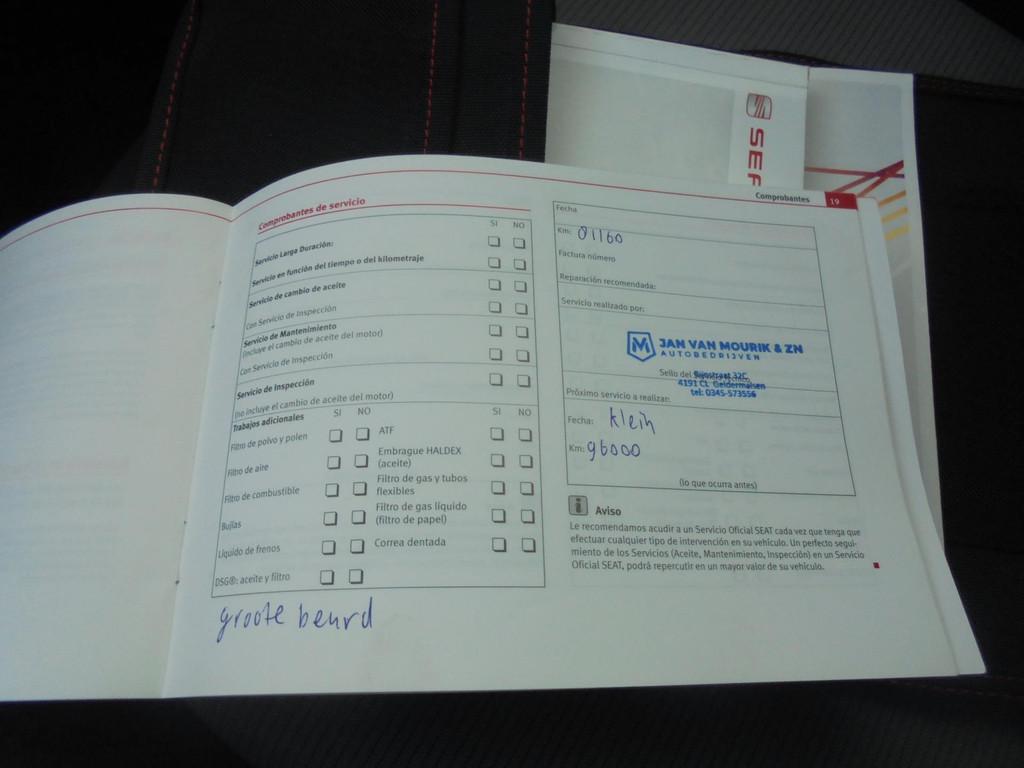 SEA
Comprobantes 19
Comprobantes de servicio
SI NO
Servicio Larga Duración:
Servicio en función del tiempo o del kilometraje
Servicio de cambio de aceite
Con Servicio de Inspección
Servicio de Mantenimiento
(incluye el cambio de aceite del motor)
Con Servicio de Inspección
Servicio de Inspección
(no incluye el cambio de aceite del motor)
Trabajos adicionales SI NO SI NO
Filtro de polvo y polen ATF
Filtro de aire Embrague HALDEX
(aceite)
Filtro de combustible Filtro de gas y tubos
flexibles
Bujías Filtro de gas líquido
(filtro de papel)
Líquido de frenos Correa dentada
DSG®: aceite y filtro
groote beurd
Fecha
Km: 81160
Factura número
Reparación recomendada:
Servicio realizado por:
JAN VAN MOURIK & ZN
AUTOBEDRIJVEN
Sello del
Rijnstraat 32C
4191 CL Geldermalsen
tel: 0345-573556
Próximo servicio a realizar:
Fecha: klein
Km: 96000
(lo que ocurra antes)
i Aviso
Le recomendamos acudir a un Servicio Oficial SEAT cada vez que tenga que
efectuar cualquier tipo de intervención en su vehículo. Un perfecto segui-
miento de los Servicios (Aceite, Mantenimiento, Inspección) en un Servicio
Oficial SEAT, podrá repercutir en un mayor valor de su vehículo.